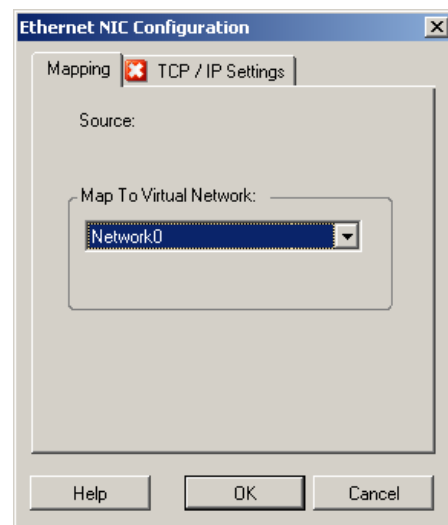 Ethernet NIC Configuration
Mapping TCP / IP Settings
Source:
Map To Virtual Network:
Network0
Help OK Cancel